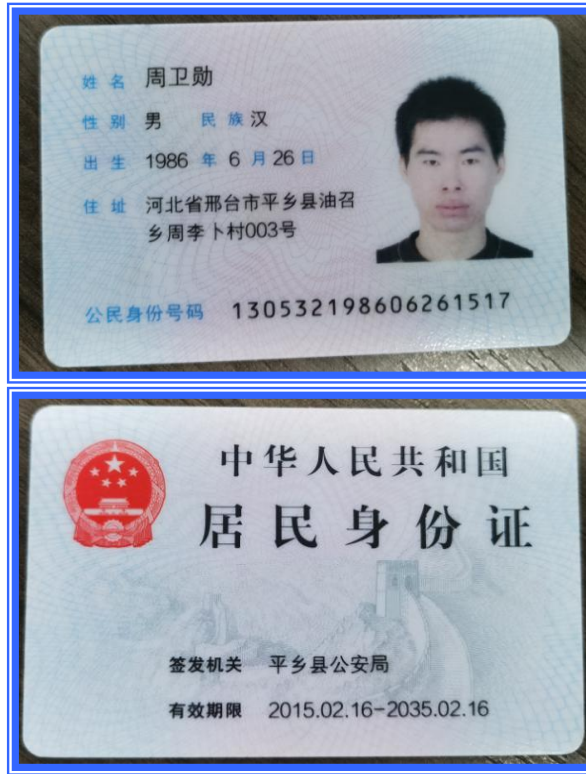 姓名 周卫勋
性别 男 民族 汉
出生 1986 年 6 月 26 日
住址 河北省邢台市平乡县油召
乡周李卜村003号
公民身份号码 130532198606261517
中华人民共和国
居民身份证
签发机关 平乡县公安局
有效期限 2015.02.16-2035.02.16